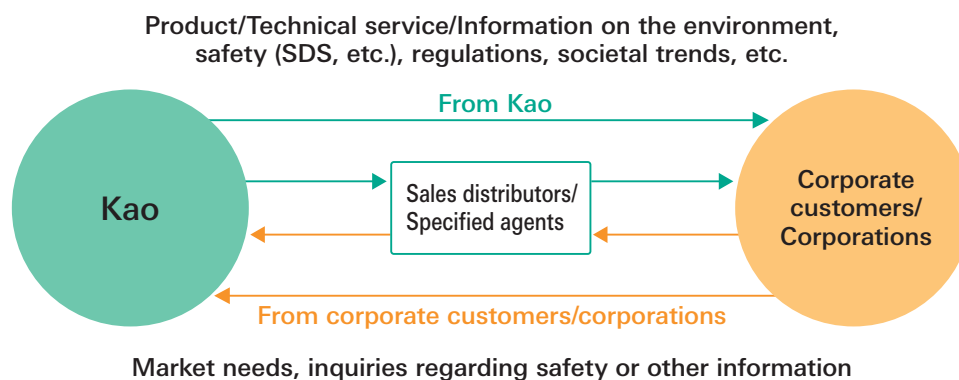 Product/Technical service/Information on the environment,
safety (SDS, etc.), regulations, societal trends, etc.
From Kao
Kao
Sales distributors/
Specified agents
Corporate
customers/
Corporations
From corporate customers/corporations
Market needs, inquiries regarding safety or other information